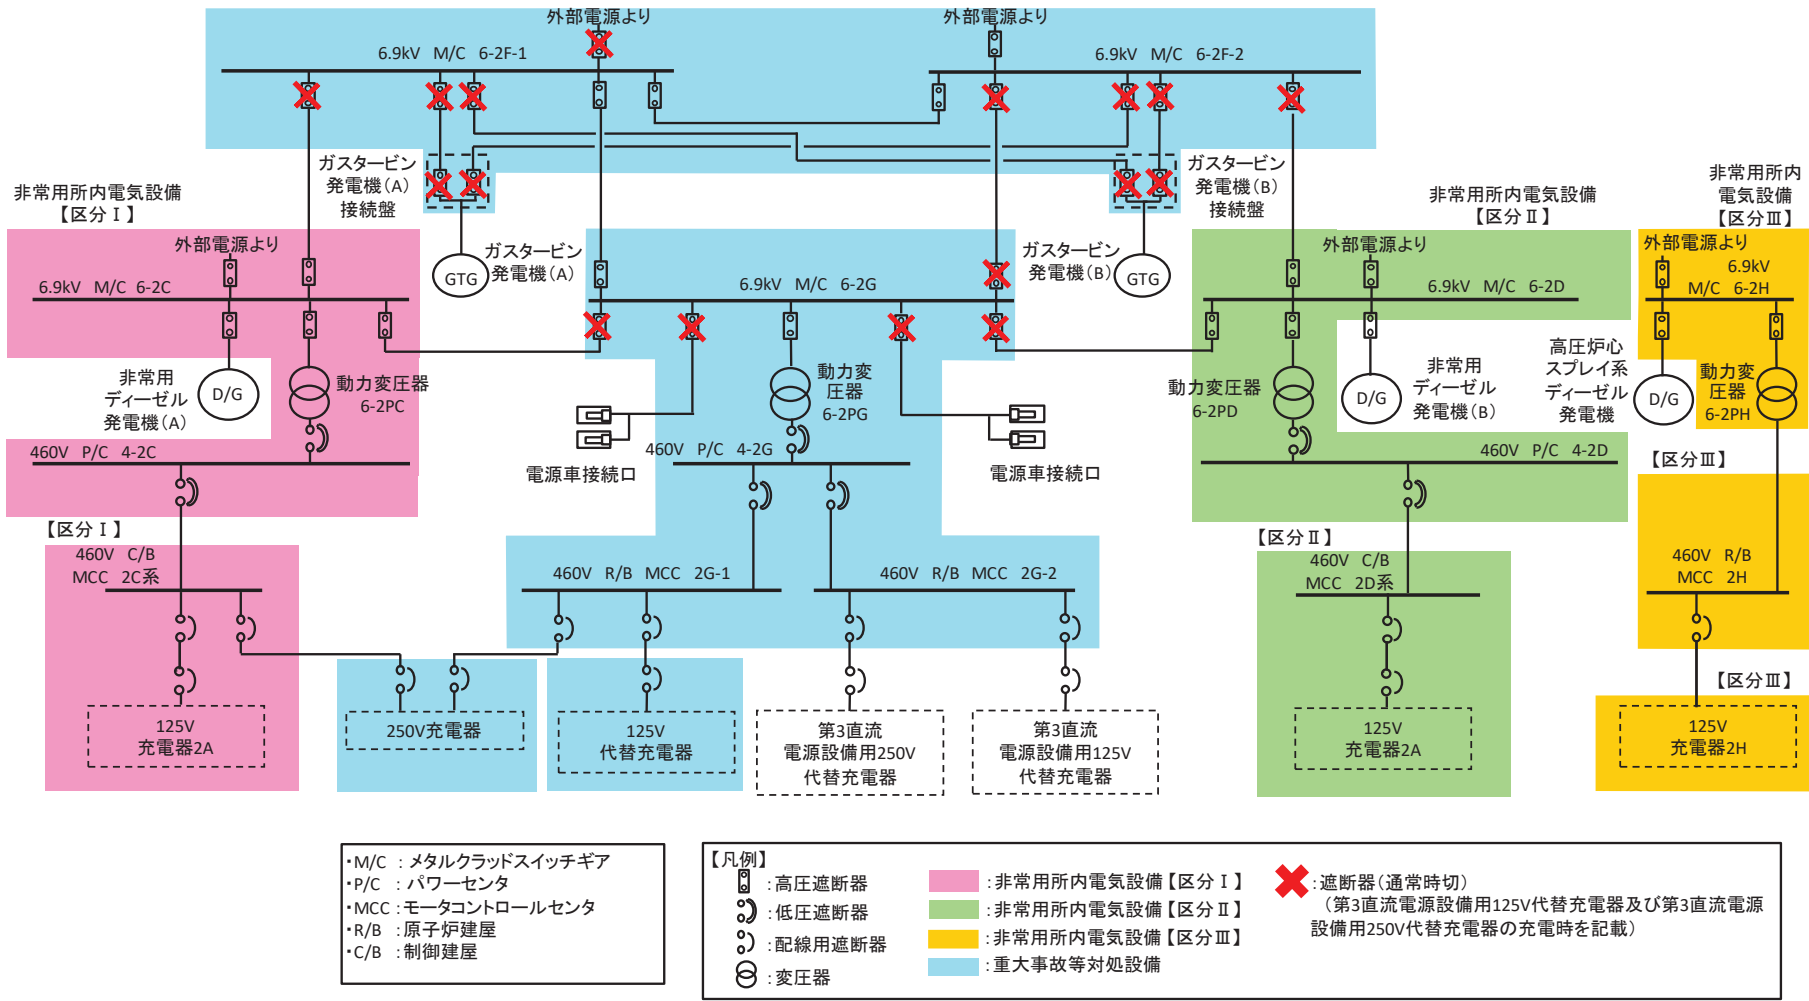 外部電源より
外部電源より
6.9kV M/C 6-2F-1
6.9kV M/C 6-2F-2
ガスタービン
発電機(A)
接続盤
ガスタービン
発電機(B)
接続盤
非常用所内電気設備
【区分Ⅰ】
非常用所内電気設備
【区分Ⅱ】
非常用所内
電気設備
【区分Ⅲ】
外部電源より
ガスタービン
発電機(A)
GTG
ガスタービン
発電機(B)
GTG
外部電源より
外部電源より
6.9kV M/C 6-2C
6.9kV M/C 6-2G
6.9kV M/C 6-2D
6.9kV
M/C 6-2H
非常用
ディーゼル
発電機(A)
D/G
動力変圧器
6-2PC
動力変
圧器
6-2PG
動力変圧器
6-2PD
D/G
非常用
ディーゼル
発電機(B)
高圧炉心
スプレイ系
ディーゼル
発電機
D/G
動力変
圧器
6-2PH
460V P/C 4-2C
電源車接続口
460V P/C 4-2G
電源車接続口
460V P/C 4-2D
【区分Ⅲ】
【区分Ⅰ】
460V C/B
MCC 2C系
460V R/B MCC 2G-1
460V R/B MCC 2G-2
【区分Ⅱ】
460V C/B
MCC 2D系
460V R/B
MCC 2H
【区分Ⅲ】
125V
充電器2A
250V充電器
125V
代替充電器
第3直流
電源設備用250V
代替充電器
第3直流
電源設備用125V
代替充電器
125V
充電器2A
125V
充電器2H
・M/C :メタルクラッドスイッチギア
・P/C :パワーセンタ
・MCC:モータコントロールセンタ
・R/B :原子炉建屋
・C/B :制御建屋
【凡例】
:高圧遮断器
:低圧遮断器
:配線用遮断器
:変圧器
:非常用所内電気設備【区分Ⅰ】
:非常用所内電気設備【区分Ⅱ】
:非常用所内電気設備【区分Ⅲ】
:重大事故等対処設備
:遮断器(通常時切)
(第3直流電源設備用125V代替充電器及び第3直流電源
設備用250V代替充電器の充電時を記載)